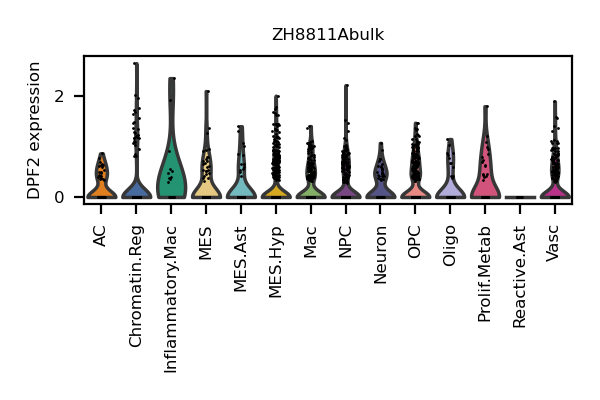 ZH8811Abulk
DPF2 expression
2
0
AC
Chromatin.Reg
Inflammatory.Mac
MES
MES.Ast
MES.Hyp
Mac
NPC
Neuron
OPC
Oligo
Prolif.Metab
Reactive.Ast
Vasc